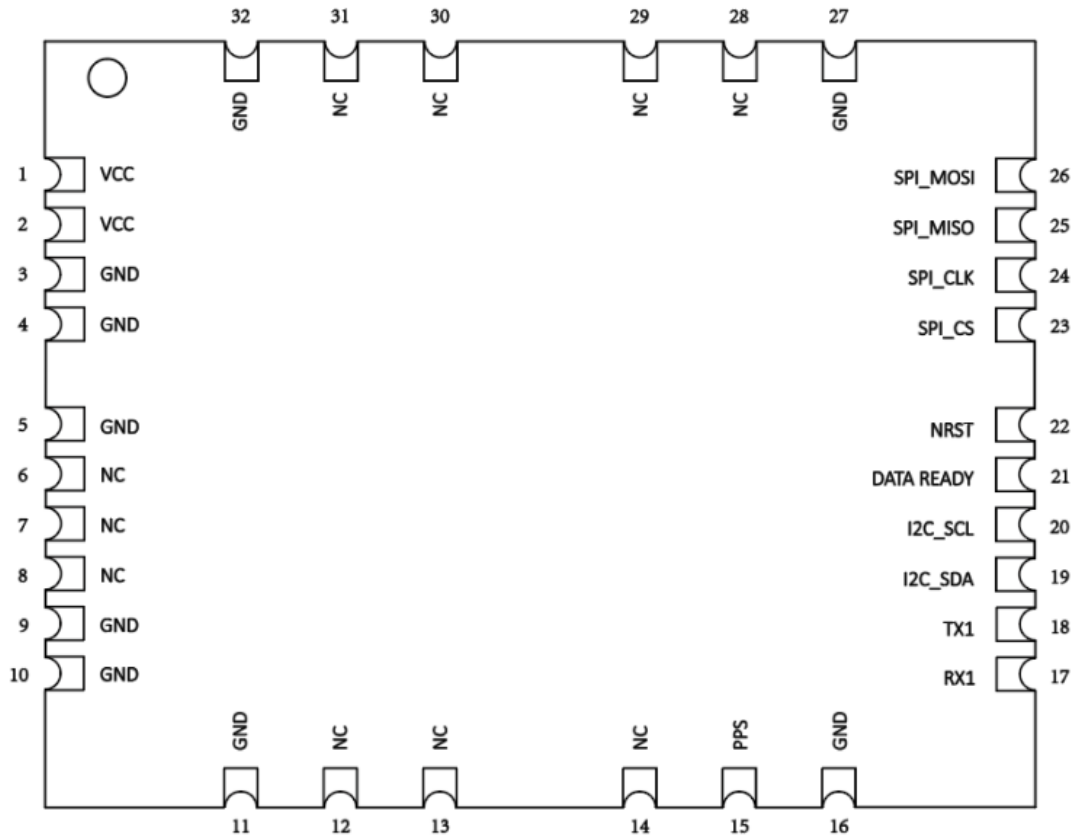 32 31 30 29 28 27
GND NC NC NC NC GND
1 VCC SPI_MOSI 26
2 VCC SPI_MISO 25
3 GND SPI_CLK 24
4 GND SPI_CS 23
5 GND NRST 22
6 NC DATA READY 21
7 NC I2C_SCL 20
8 NC I2C_SDA 19
9 GND TX1 18
10 GND RX1 17
GND NC NC NC PPS GND
11 12 13 14 15 16